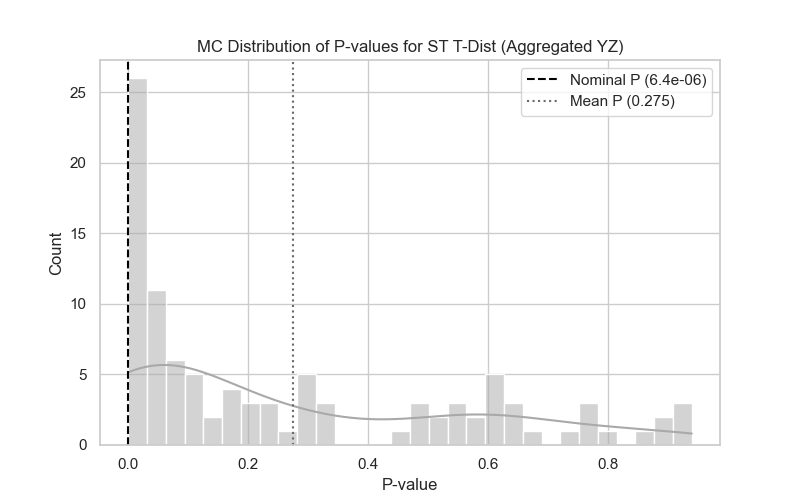 MC Distribution of P-values for ST T-Dist (Aggregated YZ)
Nominal P (6.4e-06)
Mean P (0.275)
Count
25
20
15
10
5
0
0.0 0.2 0.4 0.6 0.8
P-value